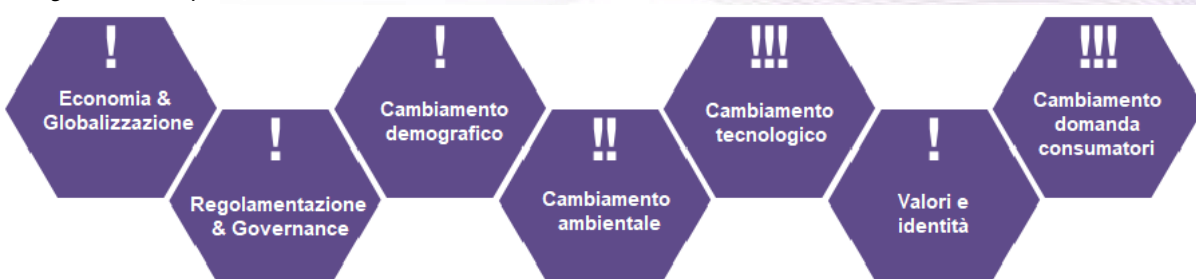 !
Economia &
Globalizzazione
!
Regolamentazione
& Governance
!
Cambiamento
demografico
!!
Cambiamento
ambientale
!!!
Cambiamento
tecnologico
!
Valori e
identità
!!!
Cambiamento
domanda
consumatori